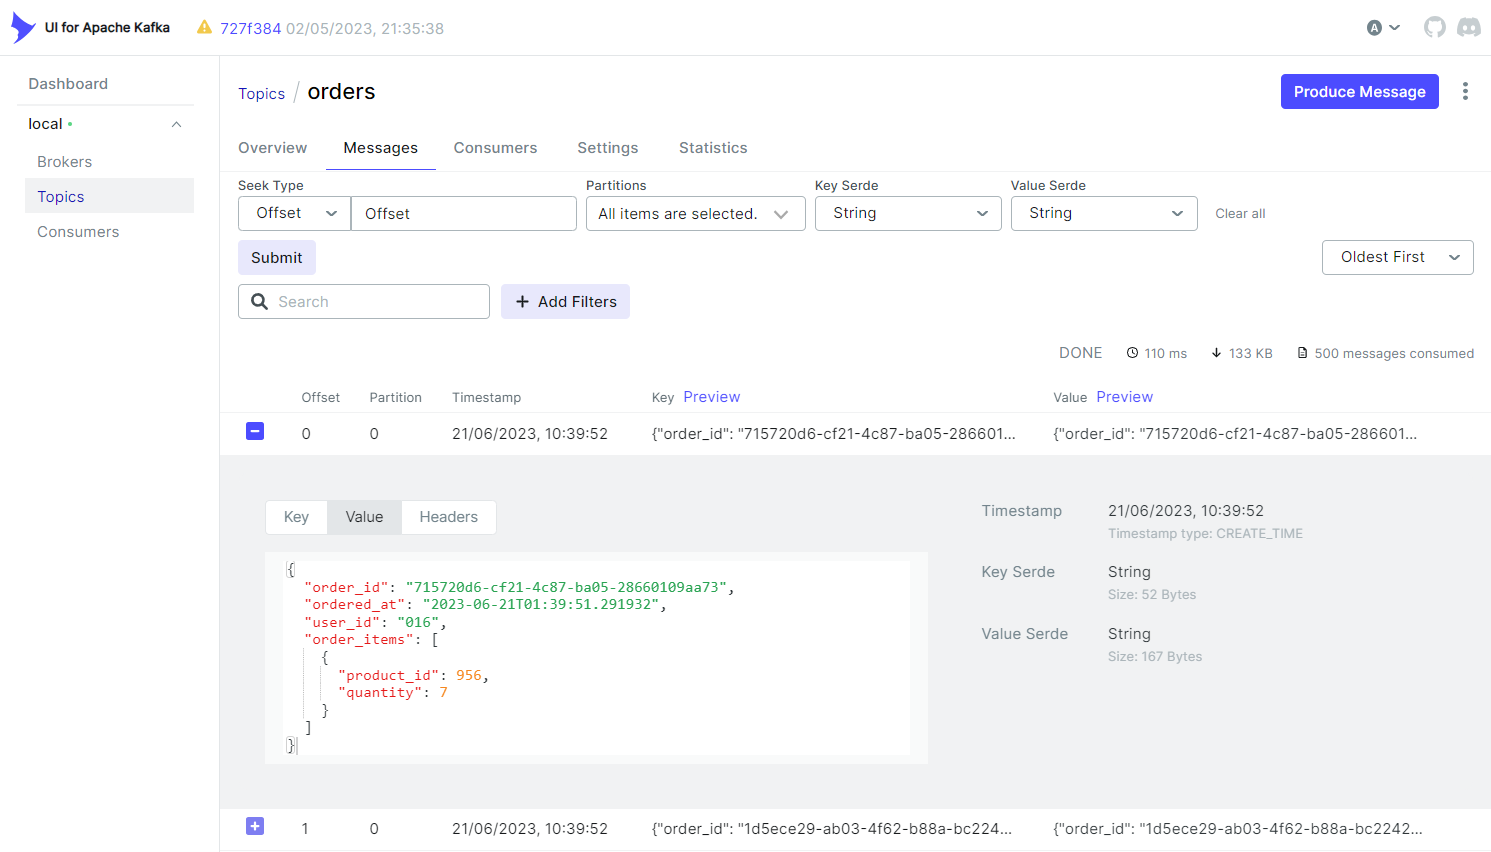 UI for Apache Kafka 727f384 02/05/2023, 21:35:38 A
Dashboard
local
Brokers
Topics
Consumers
Topics / orders Produce Message
Overview Messages Consumers Settings Statistics
Seek Type Partitions Key Serde Value Serde
Offset Offset All items are selected. String String Clear all
Submit Oldest First
Search + Add Filters
DONE 110 ms 133 KB 500 messages consumed
Offset Partition Timestamp Key Preview Value Preview
0 0 21/06/2023, 10:39:52 {"order_id": "715720d6-cf21-4c87-ba05-286601... {"order_id": "715720d6-cf21-4c87-ba05-286601...
Key Value Headers
{
"order_id": "715720d6-cf21-4c87-ba05-28660109aa73",
"ordered_at": "2023-06-21T01:39:51.291932",
"user_id": "016",
"order_items": [
{
"product_id": 956,
"quantity": 7
}
]
}
Timestamp 21/06/2023, 10:39:52
Timestamp type: CREATE_TIME
Key Serde String
Size: 52 Bytes
Value Serde String
Size: 167 Bytes
1 0 21/06/2023, 10:39:52 {"order_id": "1d5ece29-ab03-4f62-b88a-bc224... {"order_id": "1d5ece29-ab03-4f62-b88a-bc2242...